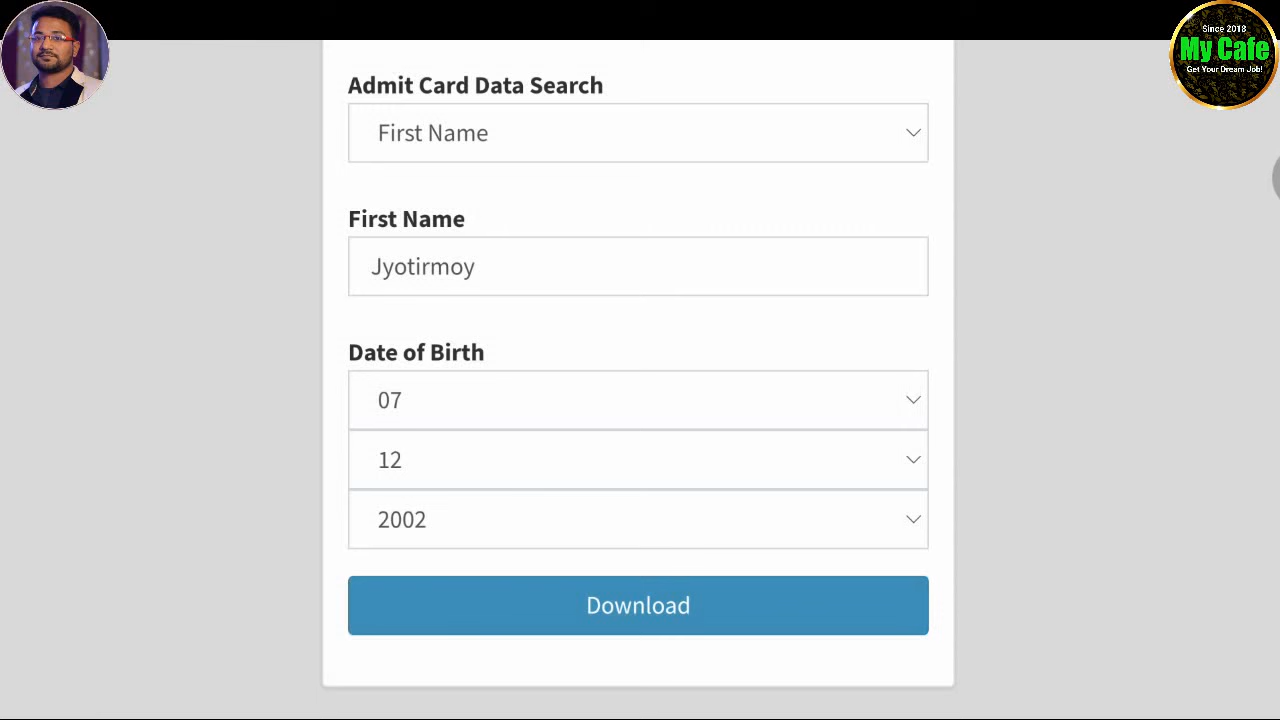 Since 2018
My Cafe
Get Your Dream Job!
Admit Card Data Search
First Name
First Name
Jyotirmoy
Date of Birth
07
12
2002
Download